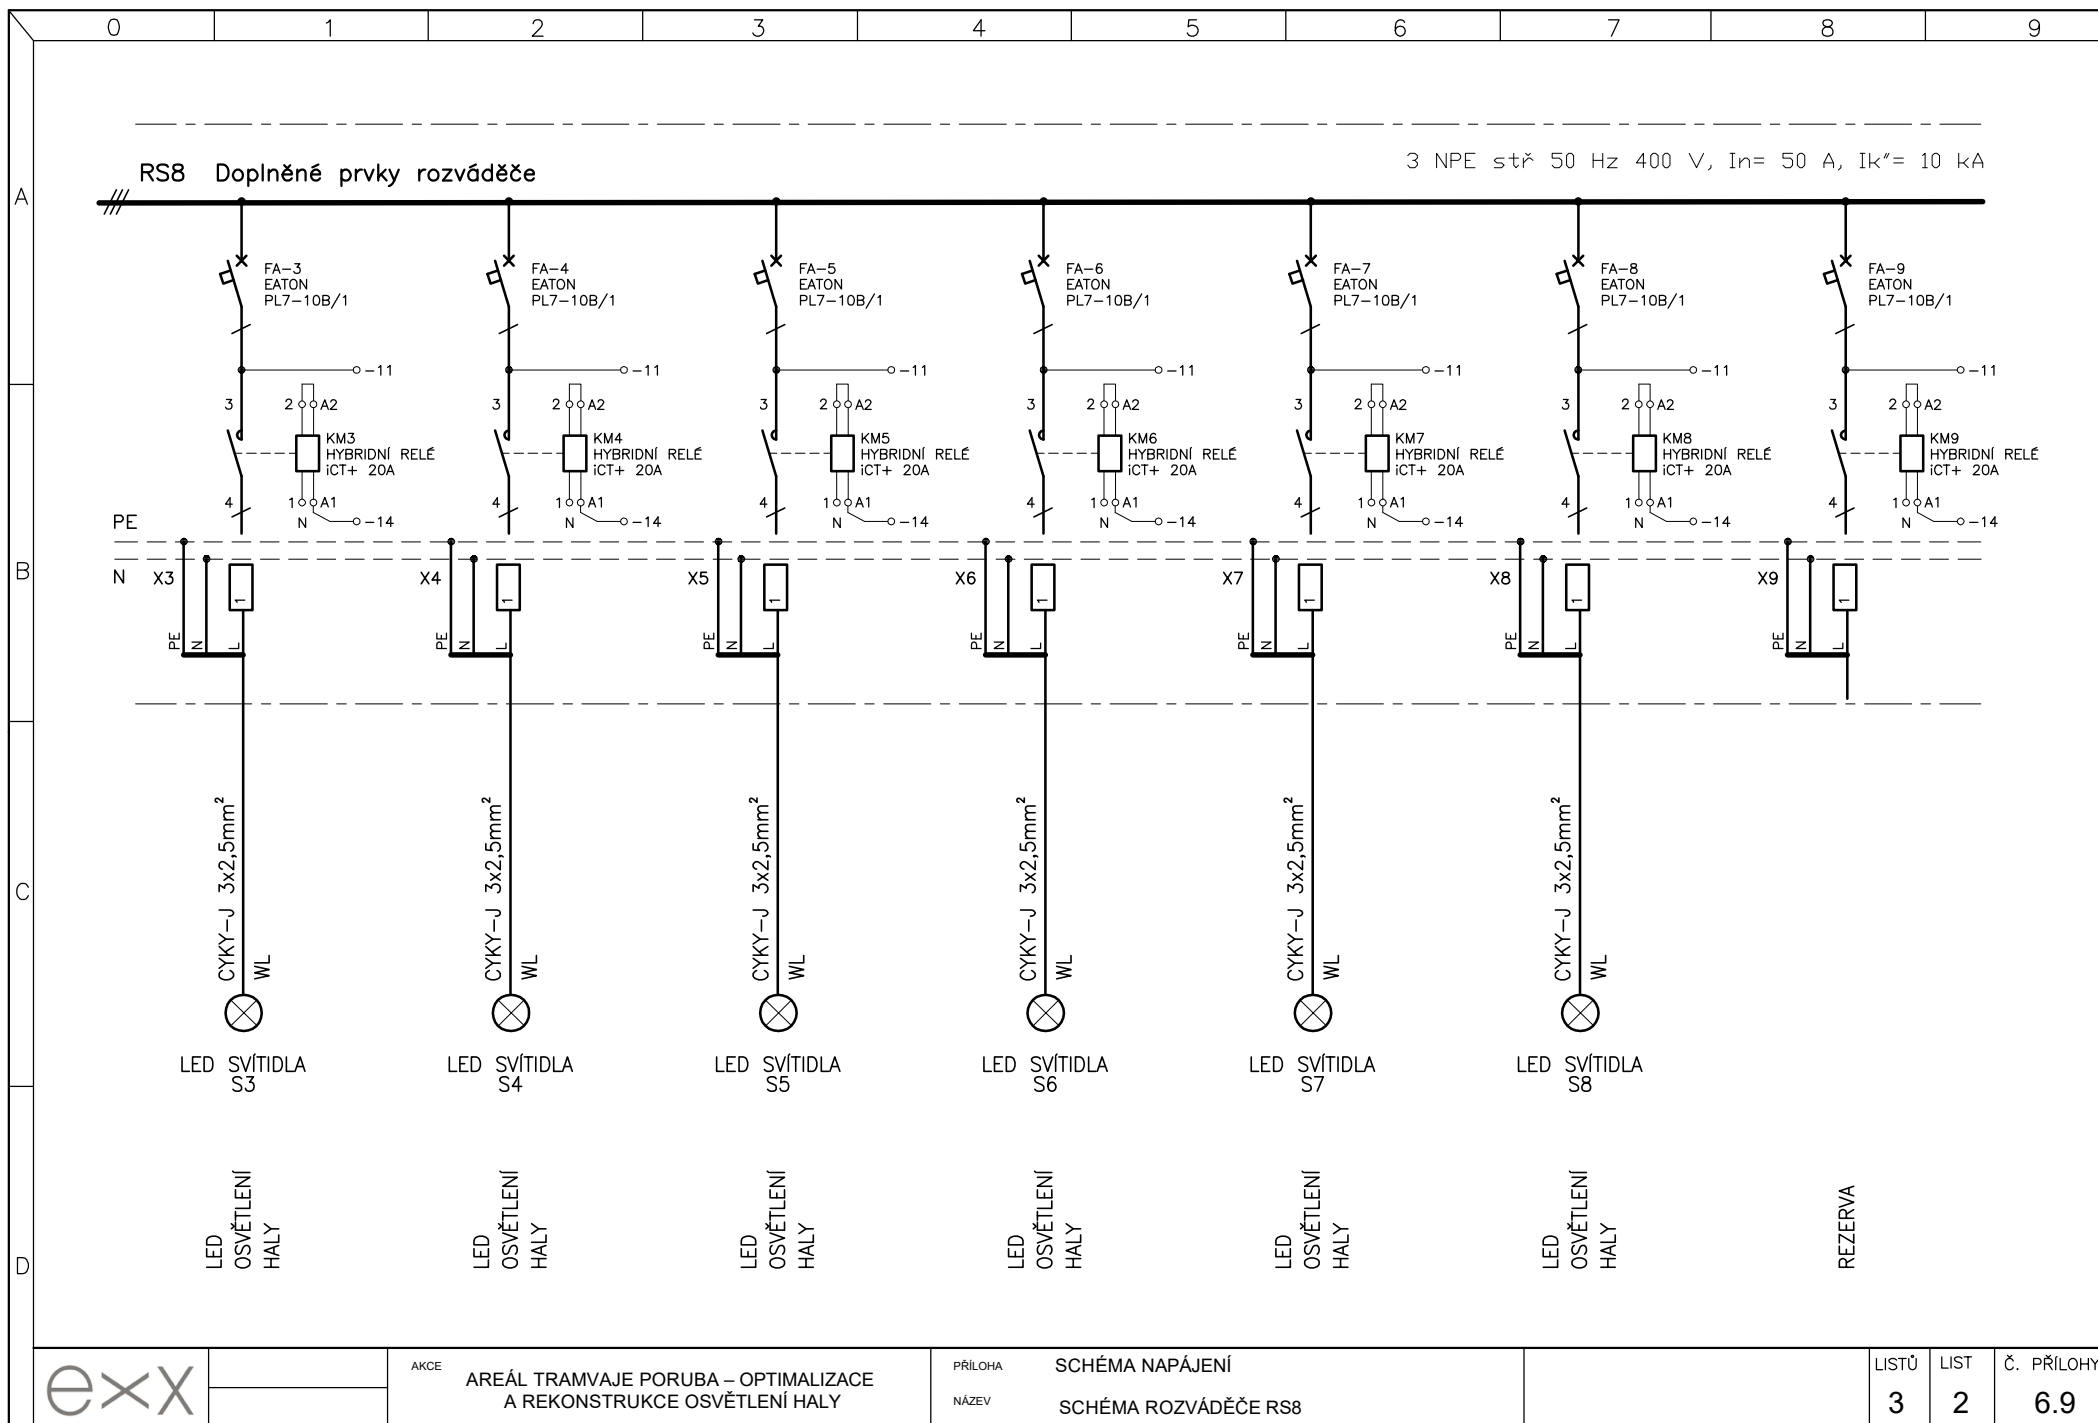 0 1 2 3 4 5 6 7 8 9
RS8 Doplněné prvky rozváděče
3 NPE stř 50 Hz 400 V, In= 50 A, Ik"= 10 kA
A
FA-3 FA-4 FA-5 FA-6 FA-7 FA-8 FA-9
EATON EATON EATON EATON EATON EATON EATON
PL7-10B/1 PL7-10B/1 PL7-10B/1 PL7-10B/1 PL7-10B/1 PL7-10B/1 PL7-10B/1
-11 -11 -11 -11 -11 -11 -11
3 2 A2 3 2 A2 3 2 A2 3 2 A2 3 2 A2 3 2 A2 3 2 A2
KM3 KM4 KM5 KM6 KM7 KM8 KM9
HYBRIDNÍ RELÉ HYBRIDNÍ RELÉ HYBRIDNÍ RELÉ HYBRIDNÍ RELÉ HYBRIDNÍ RELÉ HYBRIDNÍ RELÉ HYBRIDNÍ RELÉ
iCT+ 20A iCT+ 20A iCT+ 20A iCT+ 20A iCT+ 20A iCT+ 20A iCT+ 20A
4 1 A1 4 1 A1 4 1 A1 4 1 A1 4 1 A1 4 1 A1 4 1 A1
PE N -14 N -14 N -14 N -14 N -14 N -14 N -14
B
N X3 X4 X5 X6 X7 X8 X9
1 1 1 1 1 1 1
PE N L PE N L PE N L PE N L PE N L PE N L PE N L
C
CYKY-J 3x2,5mm² CYKY-J 3x2,5mm² CYKY-J 3x2,5mm² CYKY-J 3x2,5mm² CYKY-J 3x2,5mm² CYKY-J 3x2,5mm²
WL WL WL WL WL WL
LED SVÍTIDLA LED SVÍTIDLA LED SVÍTIDLA LED SVÍTIDLA LED SVÍTIDLA LED SVÍTIDLA
S3 S4 S5 S6 S7 S8
D
LED LED LED LED LED LED REZERVA
OSVĚTLENÍ OSVĚTLENÍ OSVĚTLENÍ OSVĚTLENÍ OSVĚTLENÍ OSVĚTLENÍ
HALY HALY HALY HALY HALY HALY
exx
AKCE
AREÁL TRAMVAJE PORUBA – OPTIMALIZACE
A REKONSTRUKCE OSVĚTLENÍ HALY
PŘÍLOHA SCHÉMA NAPÁJENÍ
NÁZEV SCHÉMA ROZVÁDĚČE RS8
LISTŮ LIST Č. PŘÍLOHY
3 2 6.9